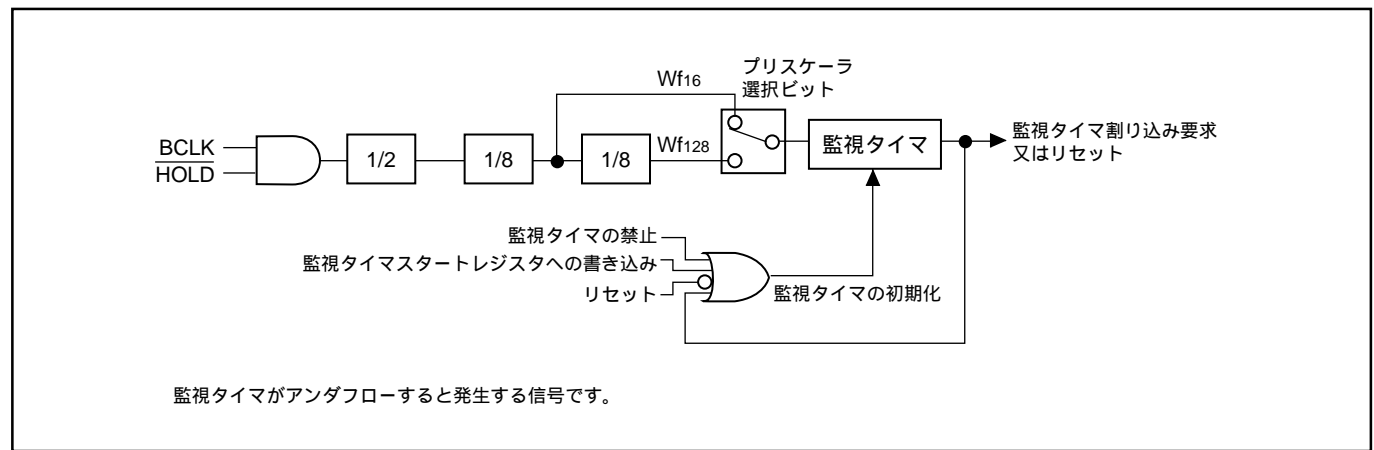 プリスケーラ
選択ビット
Wf16
BCLK
HOLD
1/2
1/8
1/8
Wf128
監視タイマ
監視タイマ割り込み要求
又はリセット
監視タイマの禁止
監視タイマスタートレジスタへの書き込み
リセット
監視タイマの初期化
監視タイマがアンダフローすると発生する信号です。